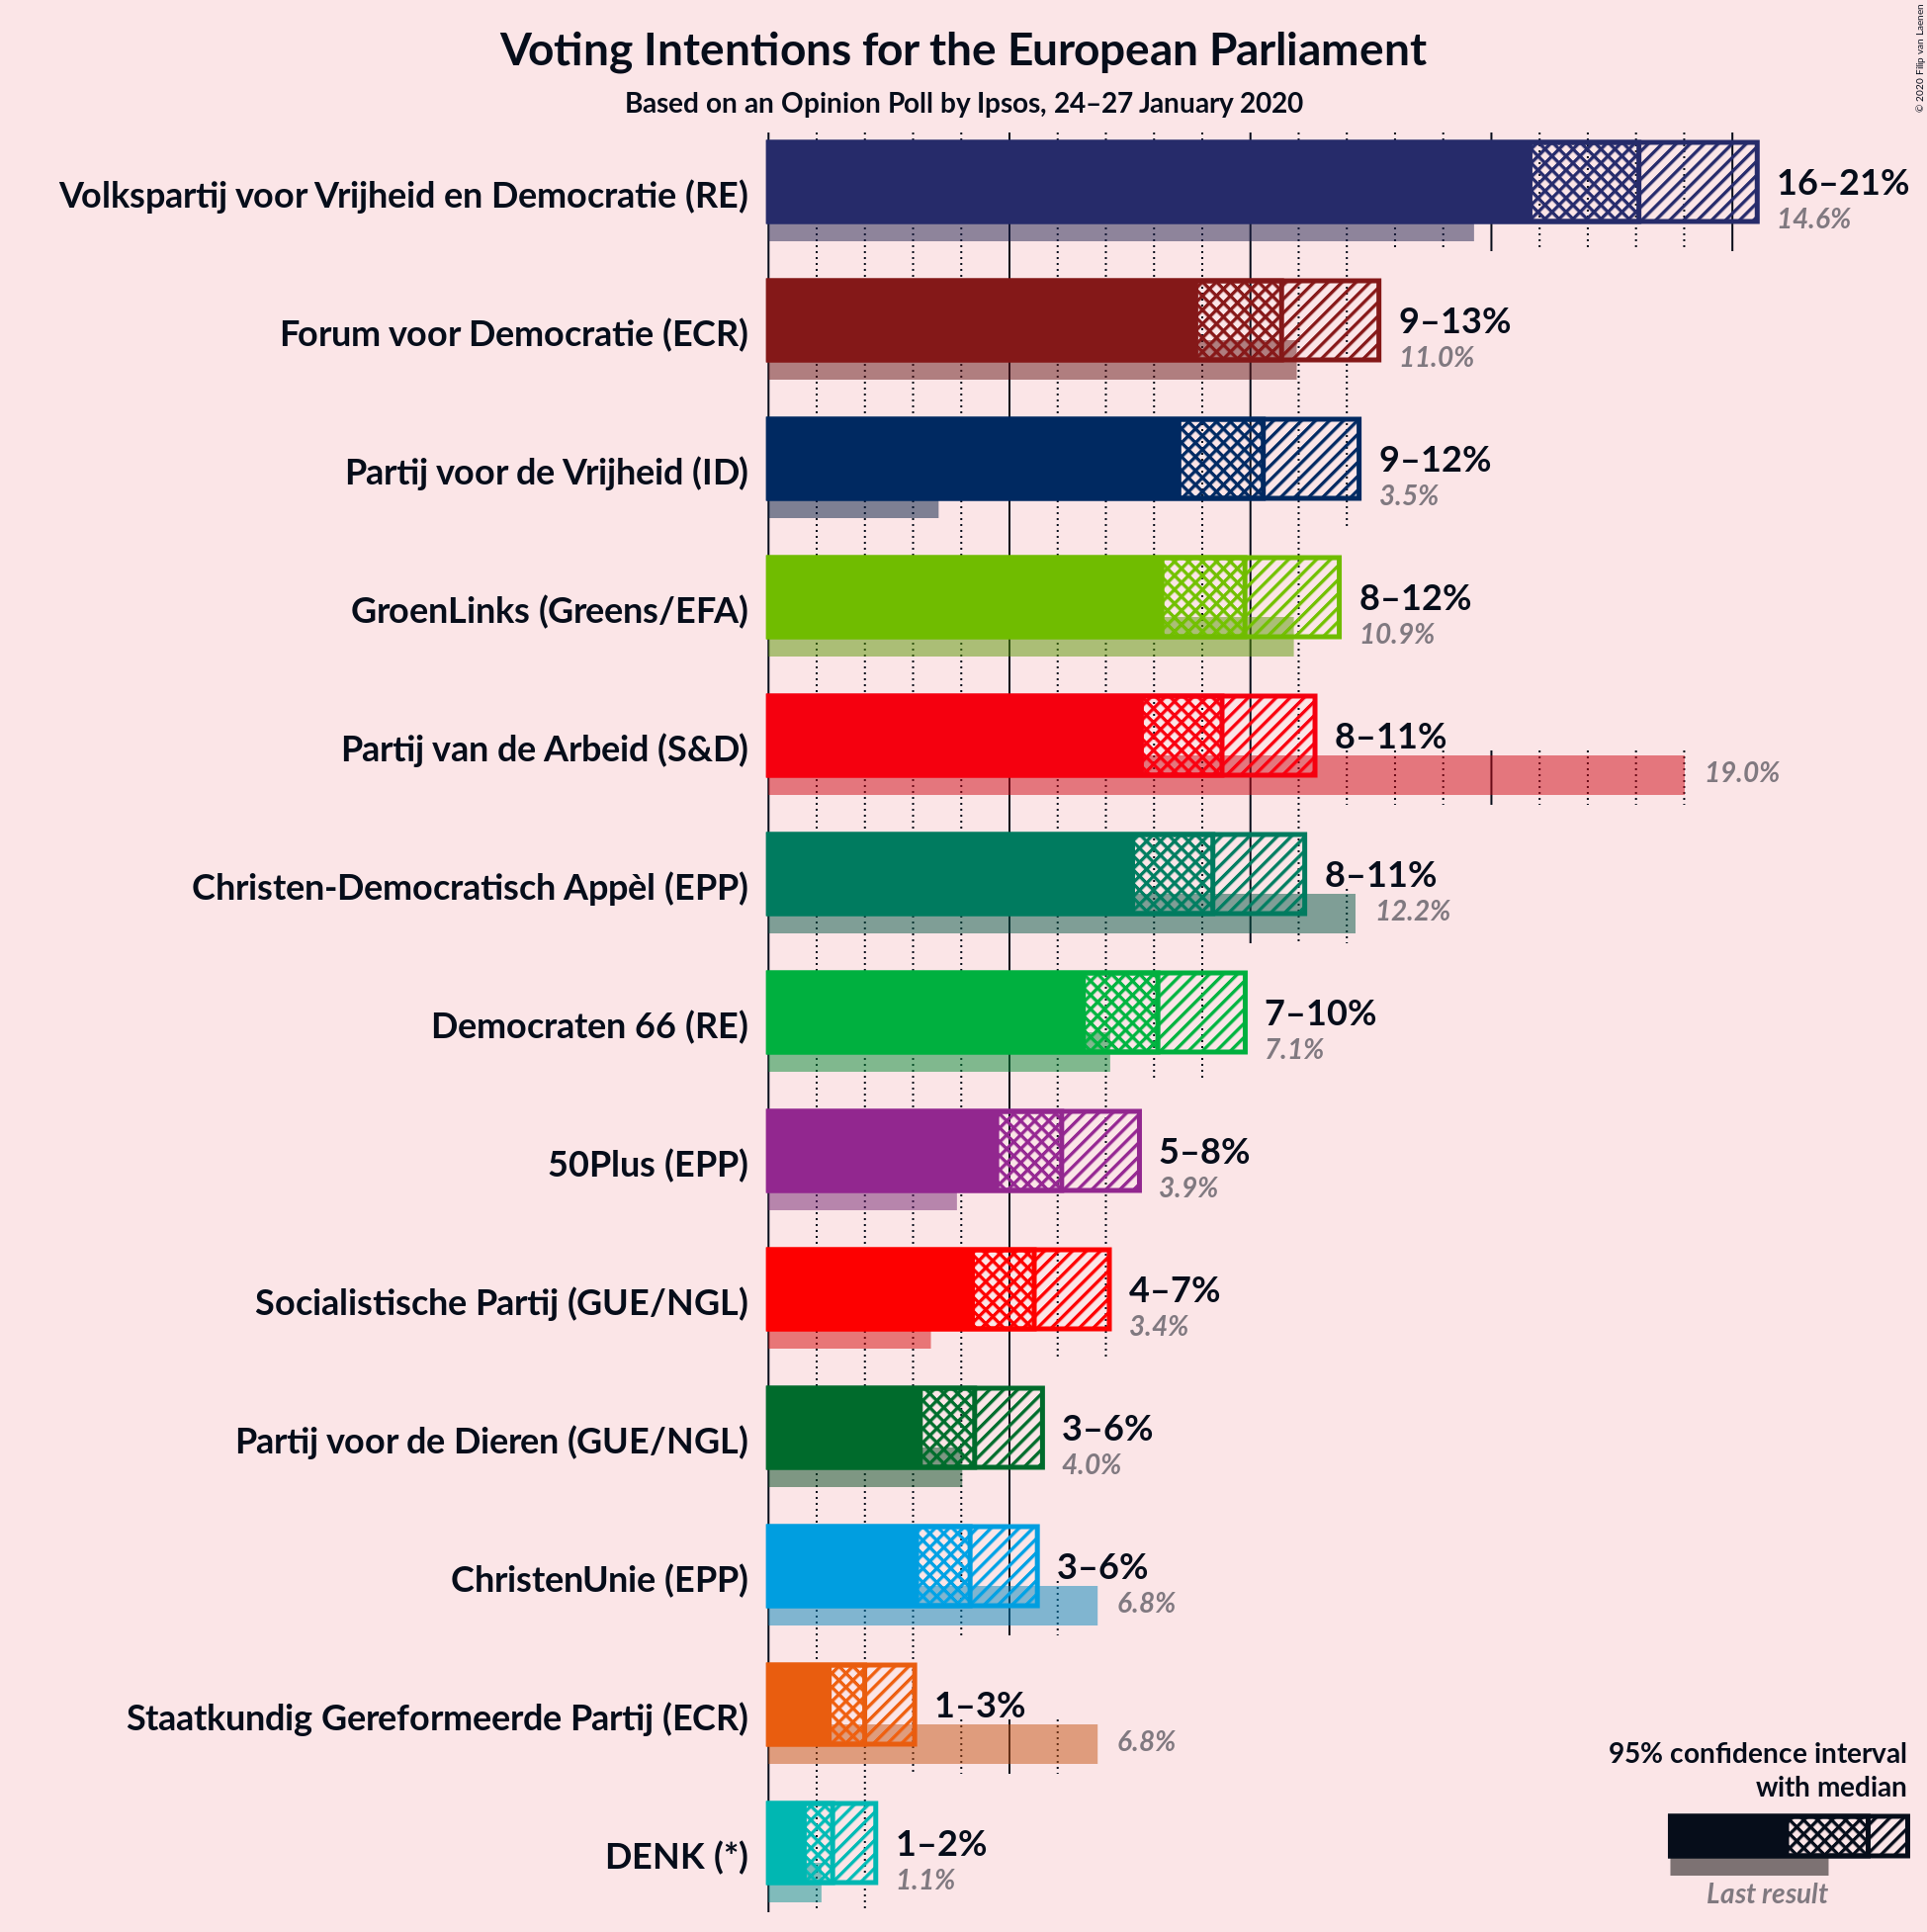 Voting Intentions for the European Parliament
Based on an Opinion Poll by Ipsos, 24–27 January 2020
© 2020 Filip van Laenen
Volkspartij voor Vrijheid en Democratie (RE)
16–21%
14.6%
Forum voor Democratie (ECR)
9–13%
11.0%
Partij voor de Vrijheid (ID)
9–12%
3.5%
GroenLinks (Greens/EFA)
8–12%
10.9%
Partij van de Arbeid (S&D)
8–11%
19.0%
Christen-Democratisch Appèl (EPP)
8–11%
12.2%
Democraten 66 (RE)
7–10%
7.1%
50Plus (EPP)
5–8%
3.9%
Socialistische Partij (GUE/NGL)
4–7%
3.4%
Partij voor de Dieren (GUE/NGL)
3–6%
4.0%
ChristenUnie (EPP)
3–6%
6.8%
Staatkundig Gereformeerde Partij (ECR)
1–3%
6.8%
DENK (*)
1–2%
1.1%
95% confidence interval
with median
Last result